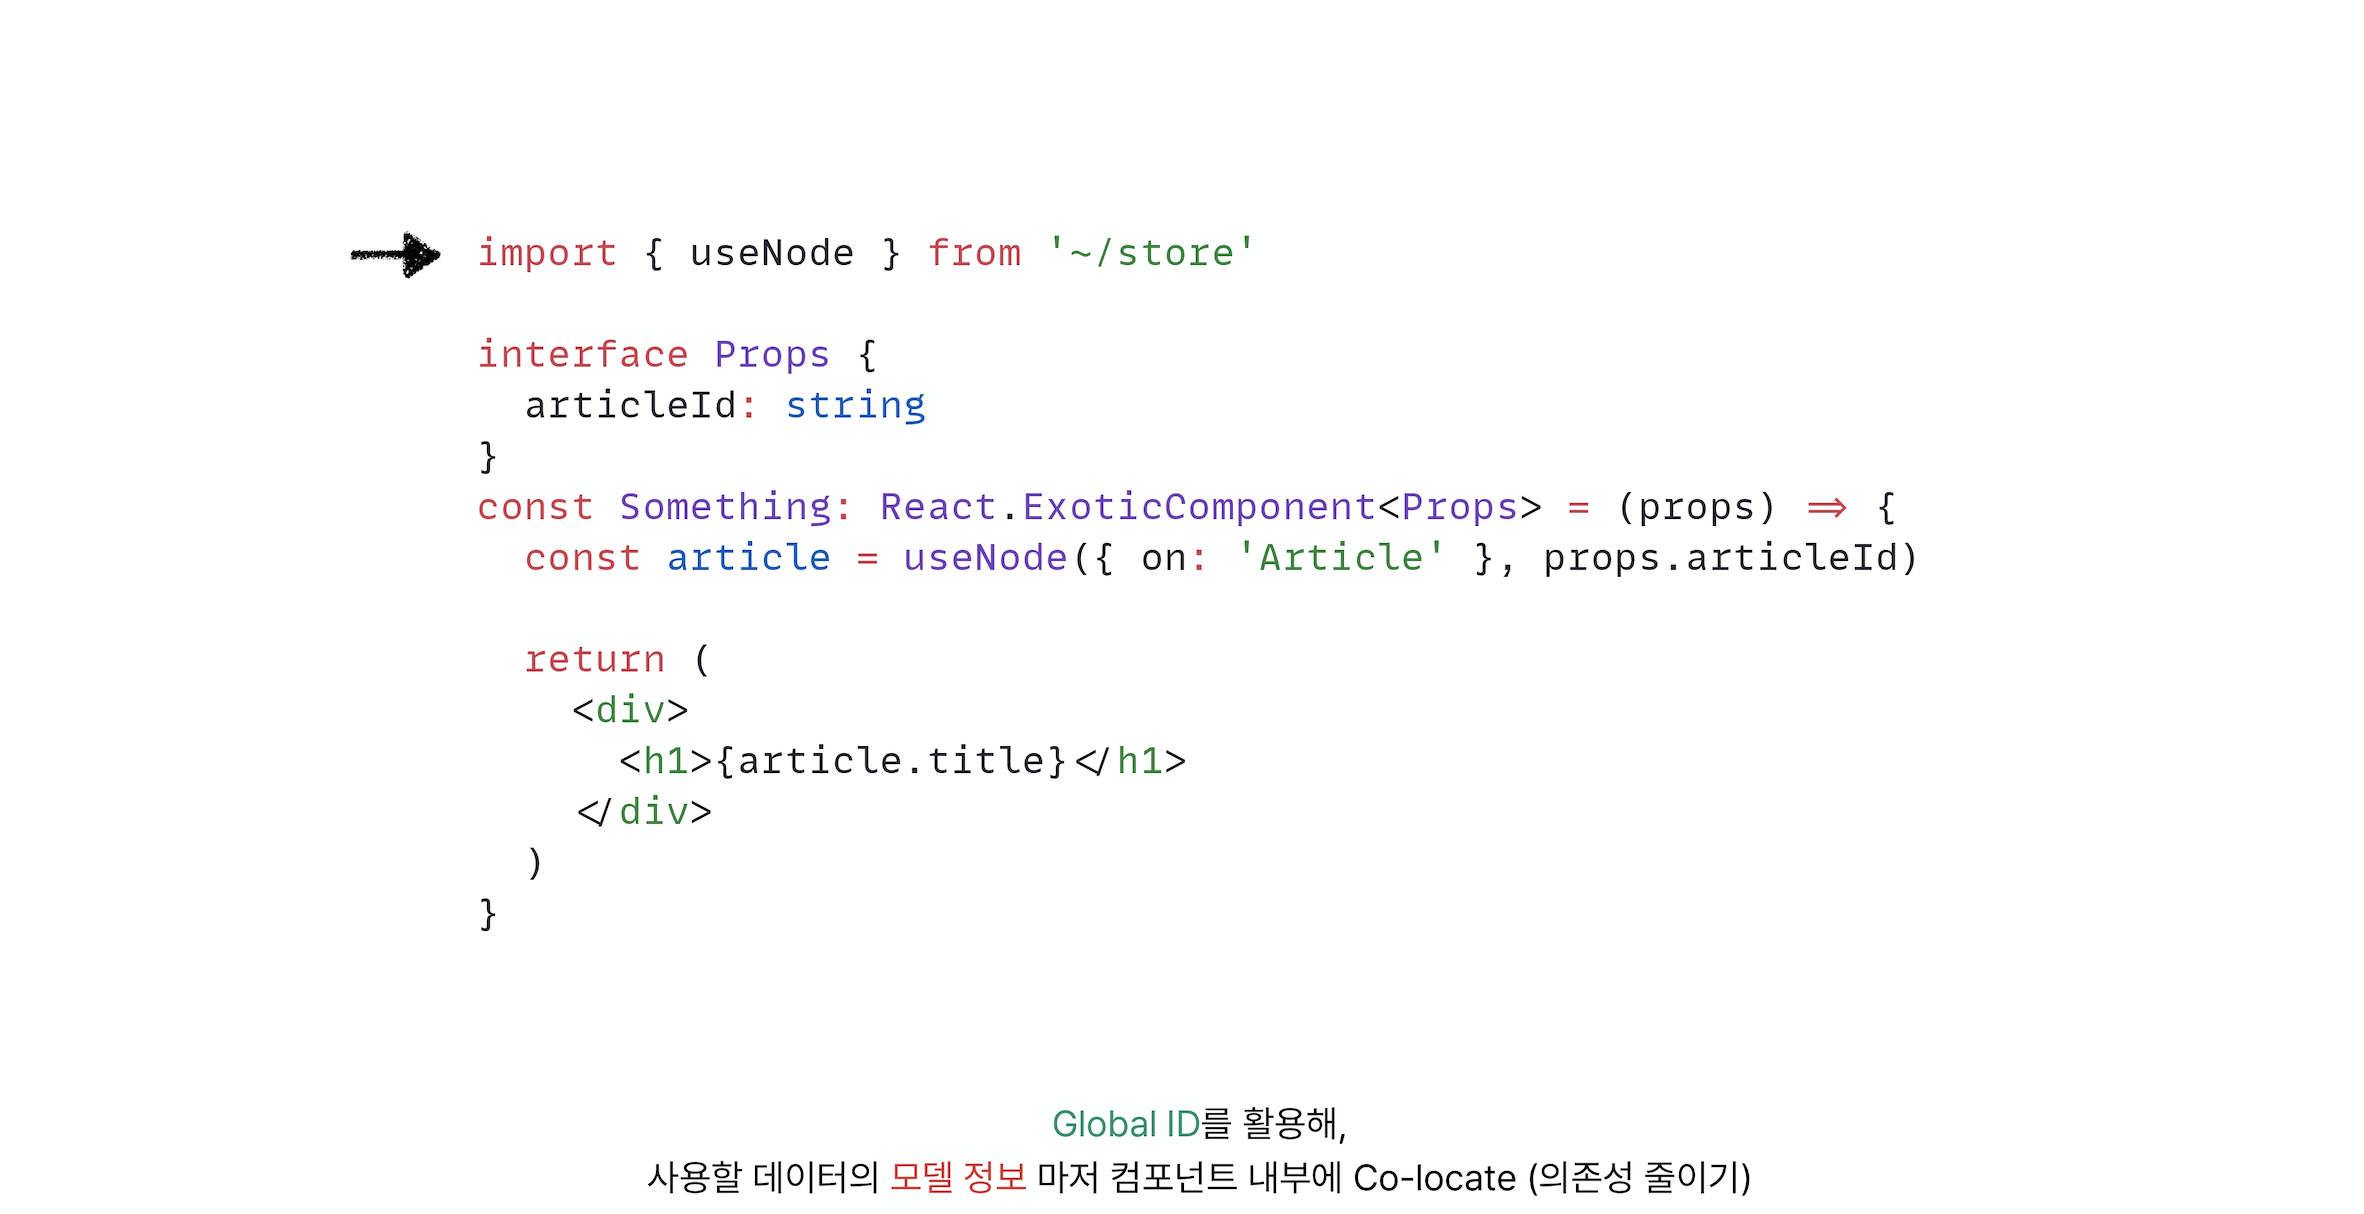 import { useNode } from '~/store'
interface Props {
articleId: string
}
const Something: React.ExoticComponent<Props> = (props) => {
const article = useNode({ on: 'Article' }, props.articleId)
return (
<div>
<h1>{article.title}</h1>
</div>
)
}
Global ID를 활용해,
사용할 데이터의 모델 정보 마저 컴포넌트 내부에 Co-locate (의존성 줄이기)